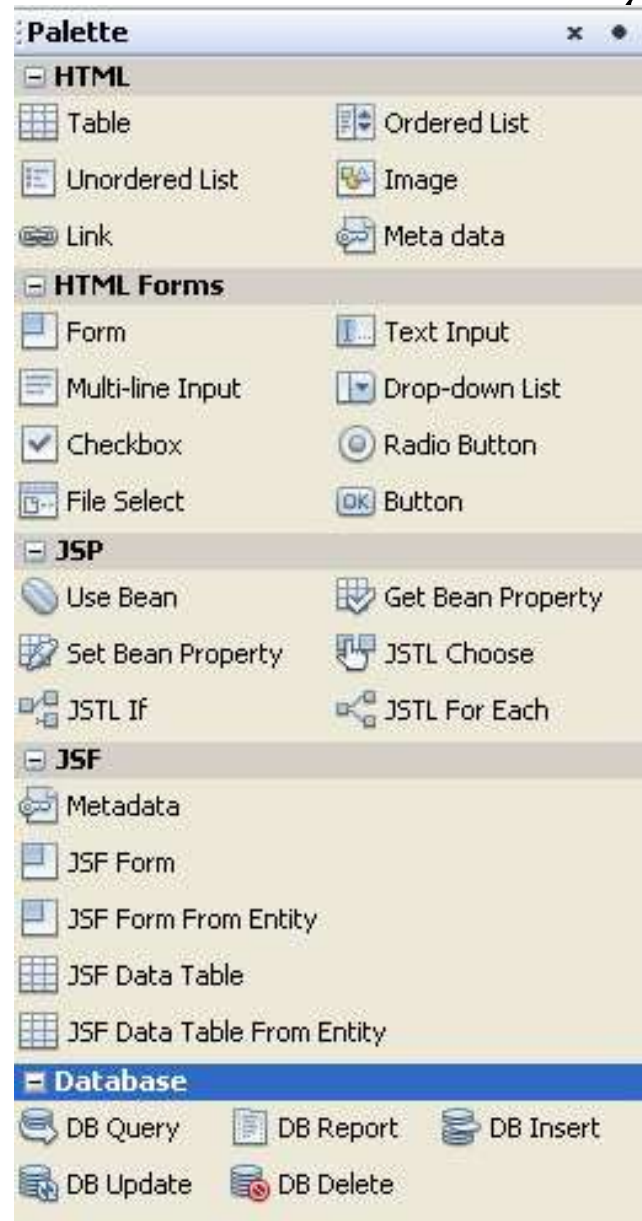 Palette
HTML
Table Ordered List
Unordered List Image
Link Meta data
HTML Forms
Form Text Input
Multi-line Input Drop-down List
Checkbox Radio Button
File Select OK Button
JSP
Use Bean Get Bean Property
Set Bean Property JSTL Choose
JSTL If JSTL For Each
JSF
Metadata
JSF Form
JSF Form From Entity
JSF Data Table
JSF Data Table From Entity
Database
DB Query DB Report DB Insert
DB Update DB Delete